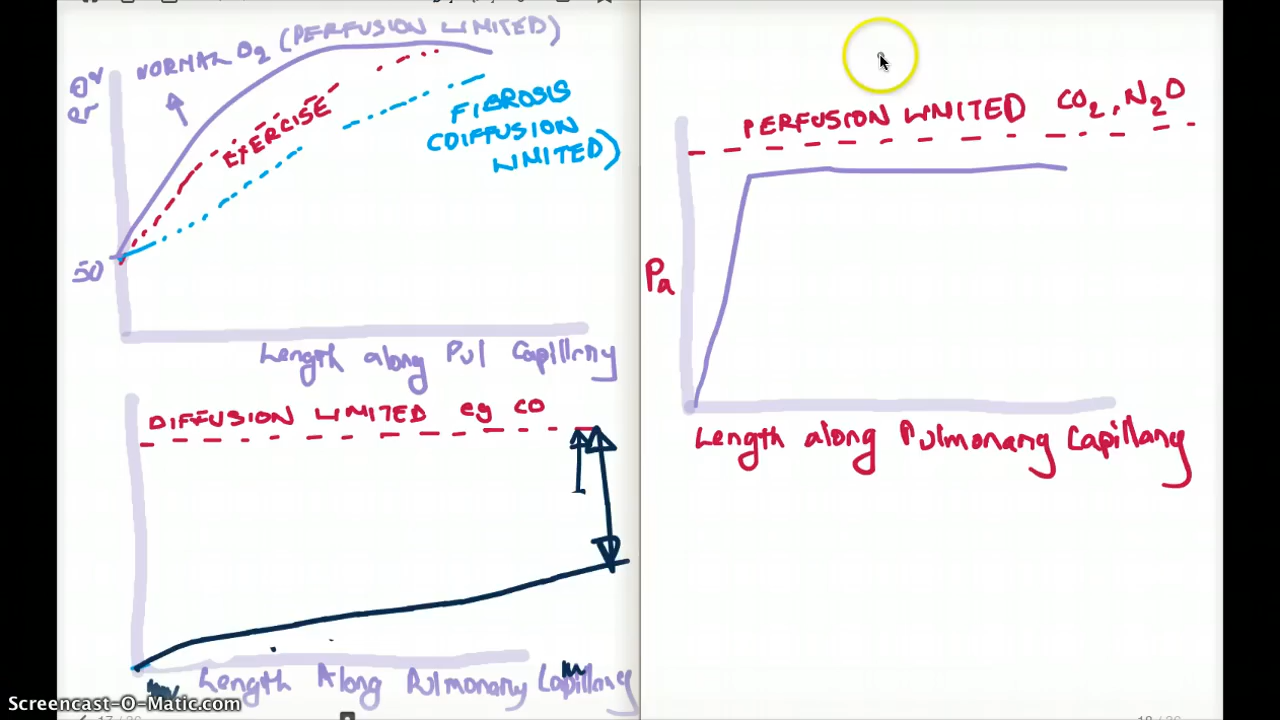 NORMAL O2 (PERFUSION LIMITED)
EXERCISE
FIBROSIS
(DIFFUSION
LIMITED)
50
Length along Pul Capillrny
DIFFUSION LIMITED eg CO
Length Along Pulmonary Capillary
PERFUSION LIMITED CO2, N2O
Pa
Length along Pulmonary Capillary
Screencast-O-Matic.com